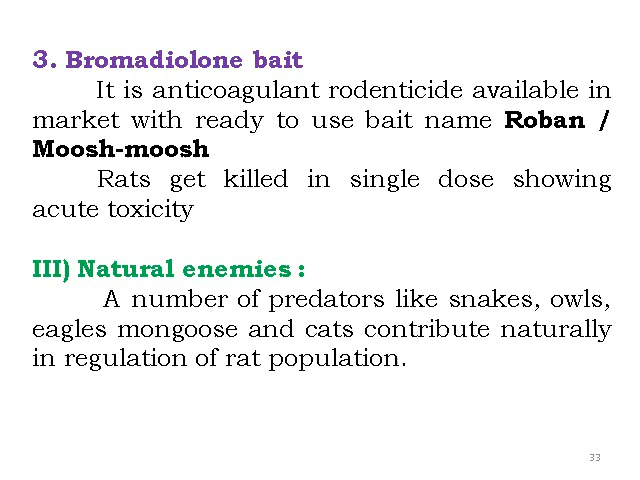 3. Bromadiolone bait
It is anticoagulant rodenticide available in
market with ready to use bait name Roban /
Moosh-moosh
Rats get killed in single dose showing
acute toxicity
III) Natural enemies :
A number of predators like snakes, owls,
eagles mongoose and cats contribute naturally
in regulation of rat population.
33